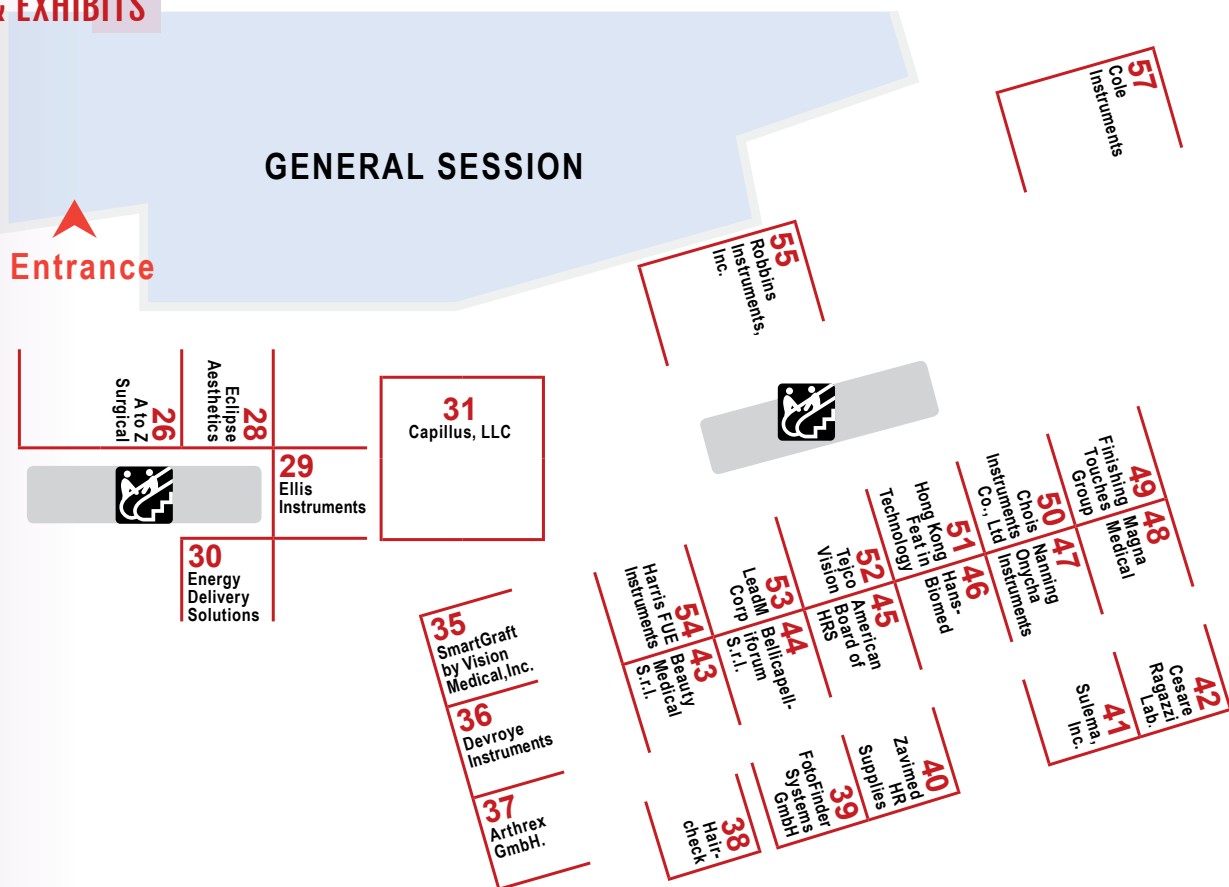 & EXHIBITS
GENERAL SESSION
Entrance
57
Cole
Instruments
55
Robbins
Instruments,
Inc.
26
A to Z
Surgical
28
Eclipse
Aesthetics
29
Ellis
Instruments
30
Energy
Delivery
Solutions
31
Capillus, LLC
35
SmartGraft
by Vision
Medical,Inc.
36
Devroye
Instruments
37
Arthrex
GmbH.
54
Harris FUE
Instruments
43
Beauty
Medical
S.r.l.
53
LeadM
Corp
44
Bellicapell-
iforum
S.r.l.
52
Tejco
Vision
45
American
Board of
HRS
51
Hong Kong
Feat in
Technology
46
Hans-
Biomed
50
Chois
Instruments
Co., Ltd
47
Nanning
Onycha
Instruments
49
Finishing
Touches
Group
48
Magna
Medical
38
Hair-
check
39
FotoFinder
Systems
GmbH
40
Zavimed
HR
Supplies
41
Sulema,
Inc.
42
Cesare
Ragazzi
Lab.